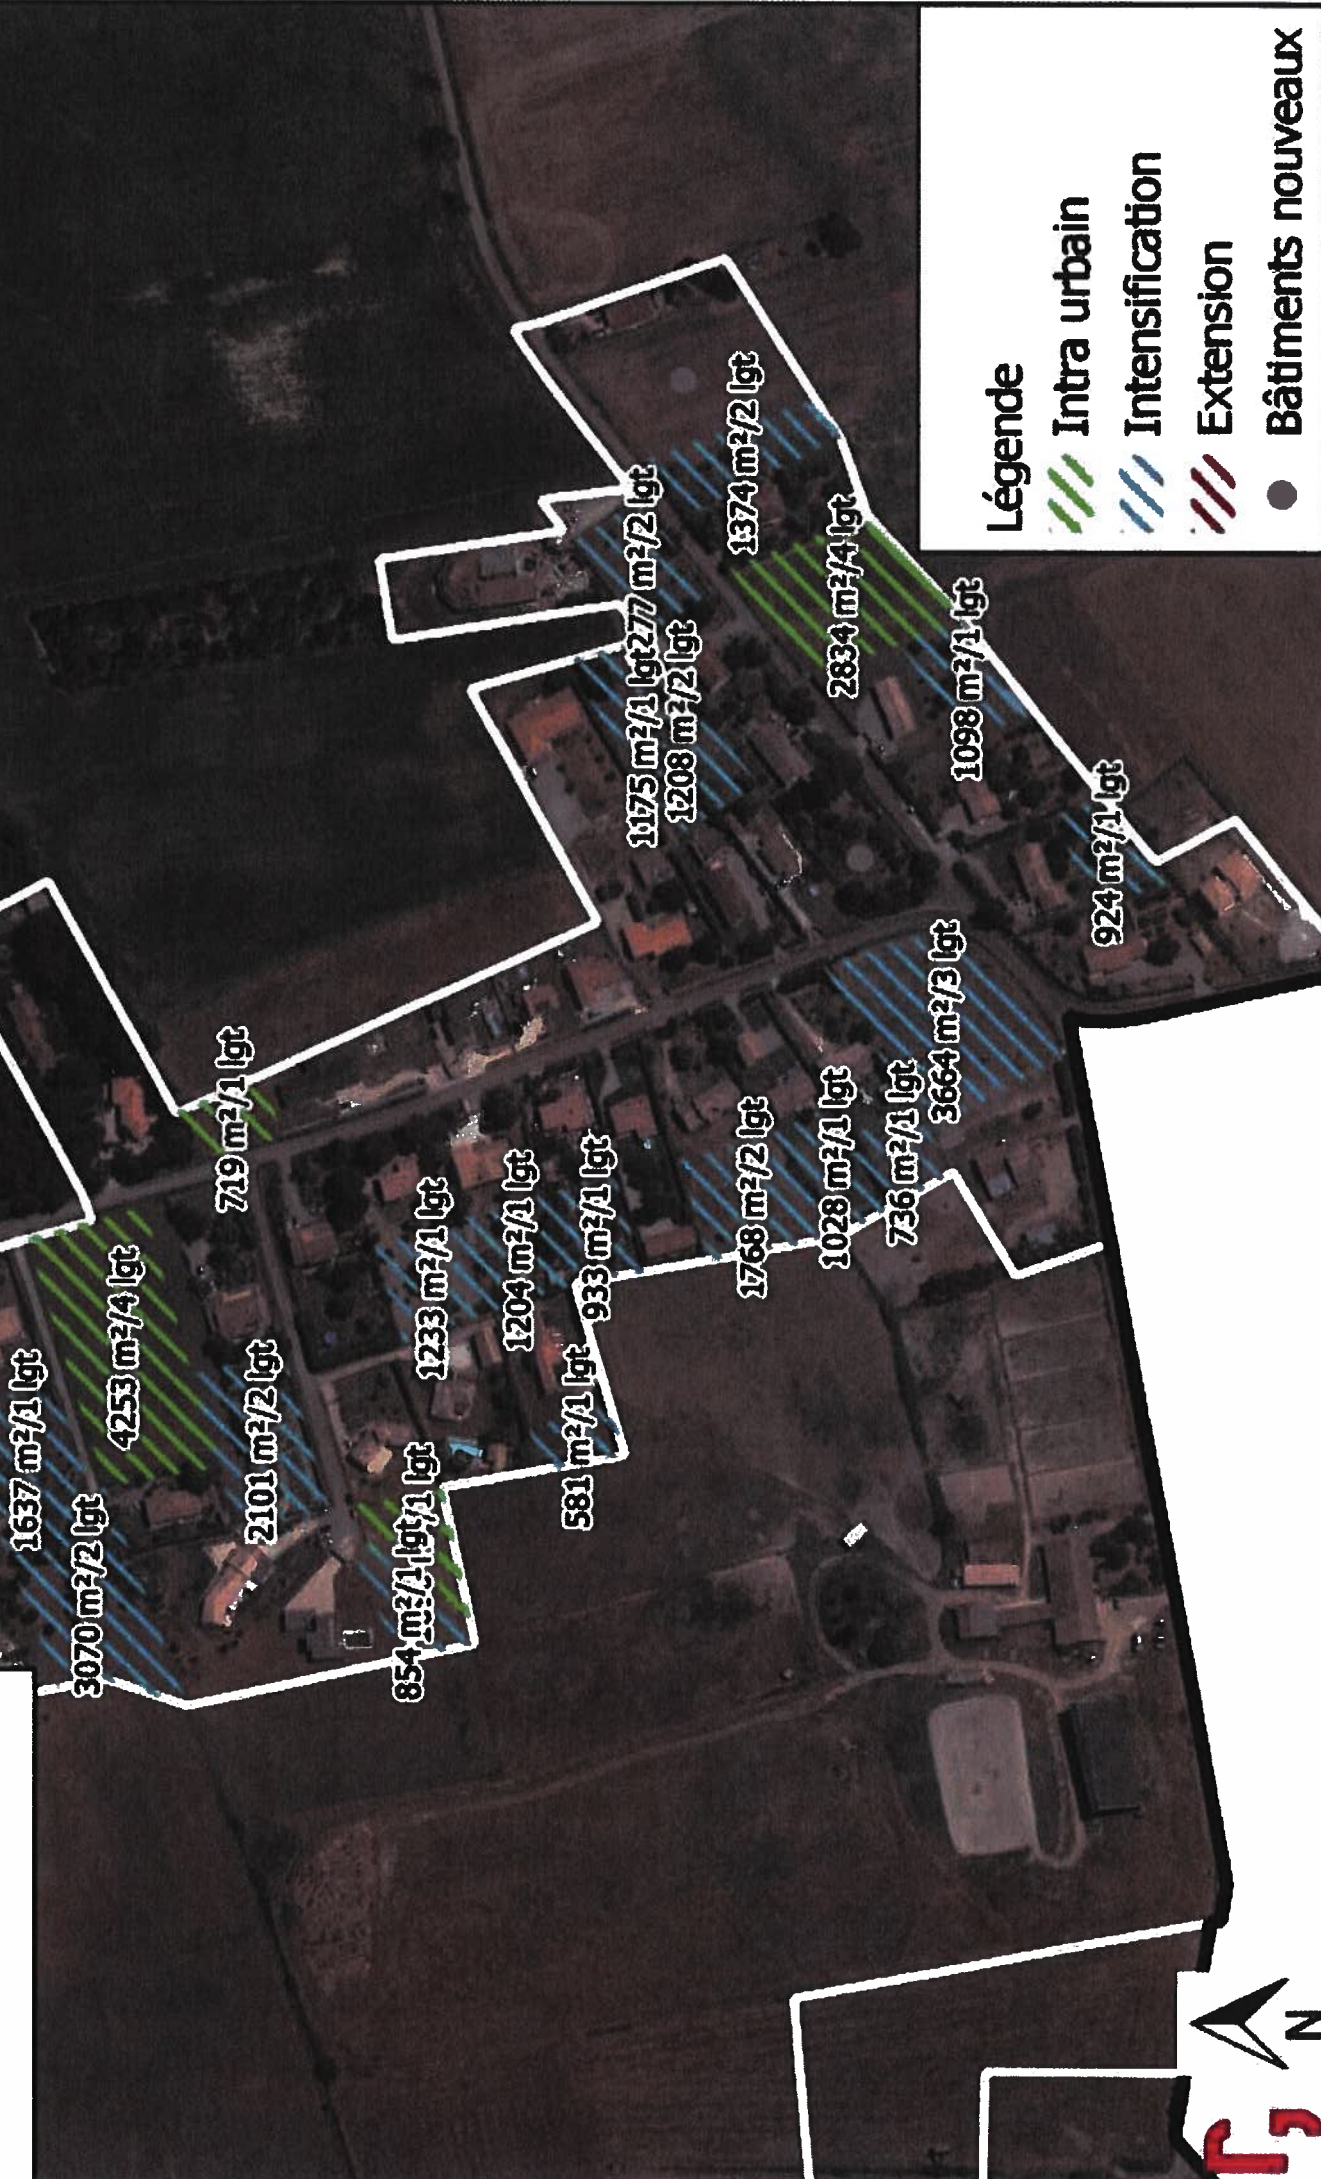 1637 m²/1 lgt
3070 m²/2 lgt
4253 m²/4 lgt
719 m²/1 lgt
2101 m²/2 lgt
854 m²/1 lgt
/1 lgt
1233 m²/1 lgt
1204 m²/1 lgt
933 m²/1 lgt
581 m²/1 lgt
1768 m²/2 lgt
1028 m²/1 lgt
736 m²/1 lgt
3664 m²/3 lgt
1175 m²/1 lgt
277 m²/2 lgt
1208 m²/2 lgt
1374 m²/2 lgt
2834 m²/4 lgt
1098 m²/1 lgt
924 m²/1 lgt
Légende
Intra urbain
Intensification
Extension
Bâtiments nouveaux
N